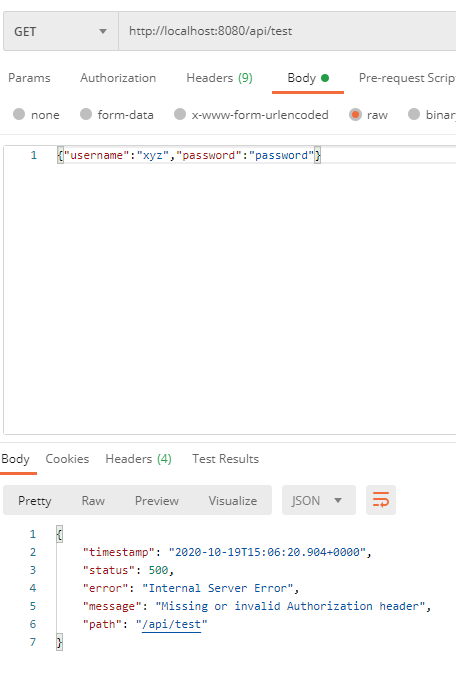 GET http://localhost:8080/api/test
Params Authorization Headers (9) Body Pre-request Scrip
none form-data x-www-form-urlencoded raw binar
1 {"username":"xyz","password":"password"}
Body Cookies Headers (4) Test Results
Pretty Raw Preview Visualize JSON
1 {
2 "timestamp": "2020-10-19T15:06:20.904+0000",
3 "status": 500,
4 "error": "Internal Server Error",
5 "message": "Missing or invalid Authorization header",
6 "path": "/api/test"
7 }